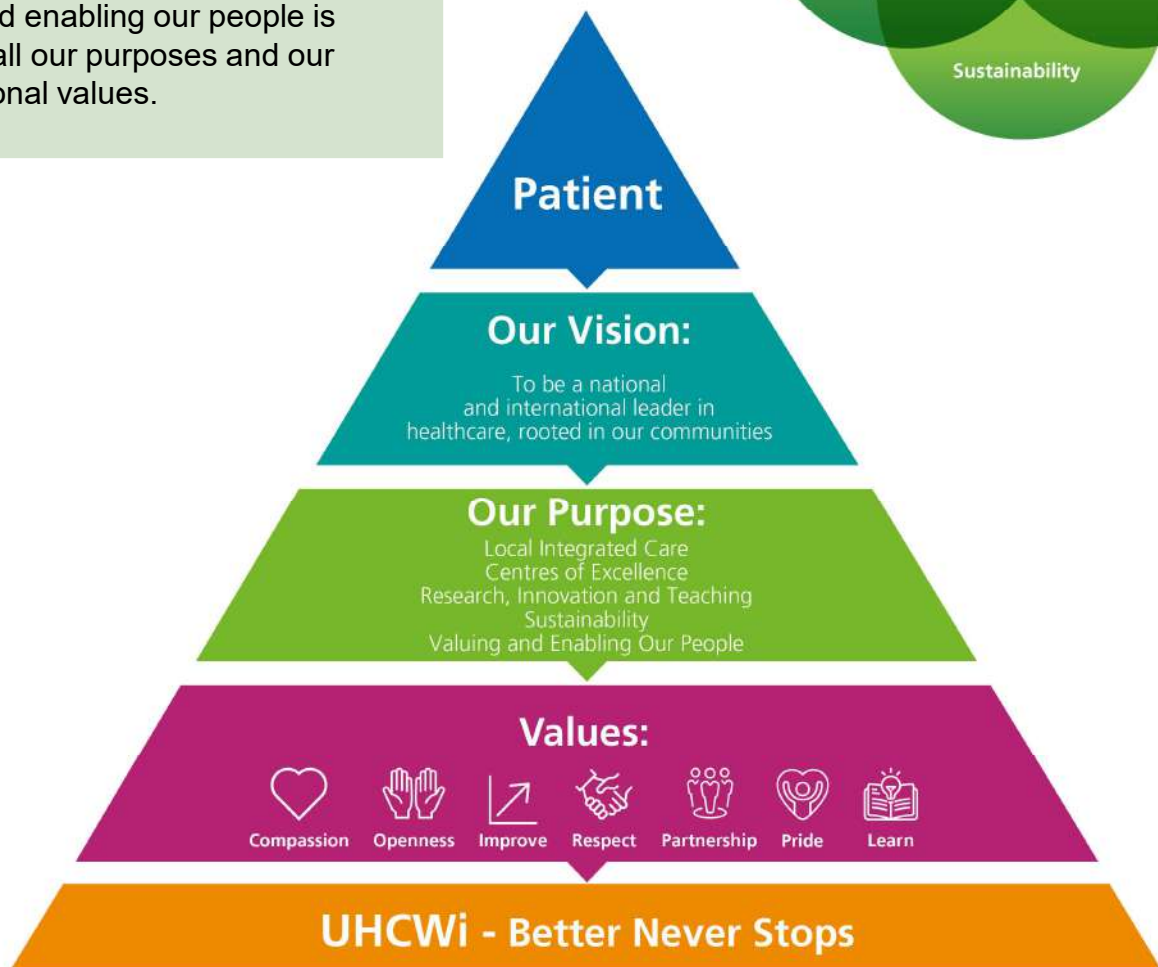 d enabling our people is
all our purposes and our
onal values.
Sustainability
Patient
Our Vision:
To be a national
and international leader in
healthcare, rooted in our communities
Our Purpose:
Local Integrated Care
Centres of Excellence
Research, Innovation and Teaching
Sustainability
Valuing and Enabling Our People
Values:
Compassion Openness Improve Respect Partnership Pride Learn
UHCWi - Better Never Stops